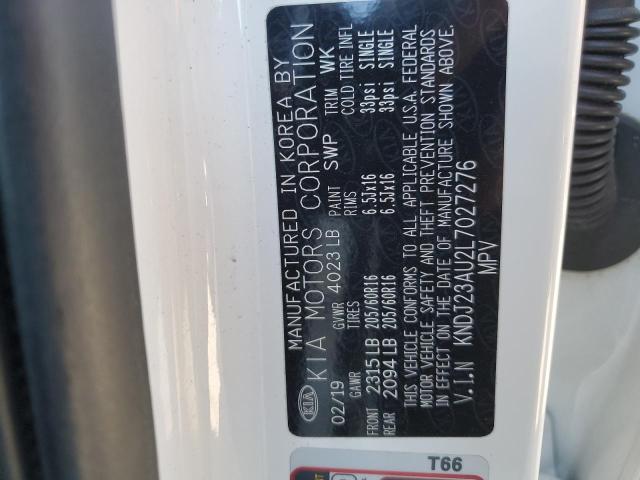 MANUFACTURED IN KOREA BY
KIA KIA MOTORS CORPORATION
02/19 GVWR 4023 LB PAINT SWP TRIM WK
GAWR TIRES RIMS COLD TIRE INFL
FRONT 2315 LB 205/60R16 6.5Jx16 33psi SINGLE
REAR 2094 LB 205/60R16 6.5Jx16 33psi SINGLE
THIS VEHICLE CONFORMS TO ALL APPLICABLE U.S.A. FEDERAL
MOTOR VEHICLE SAFETY AND THEFT PREVENTION STANDARDS
IN EFFECT ON THE DATE OF MANUFACTURE SHOWN ABOVE.
V.I.N KNDJ23AU2L7027276
MPV
T66